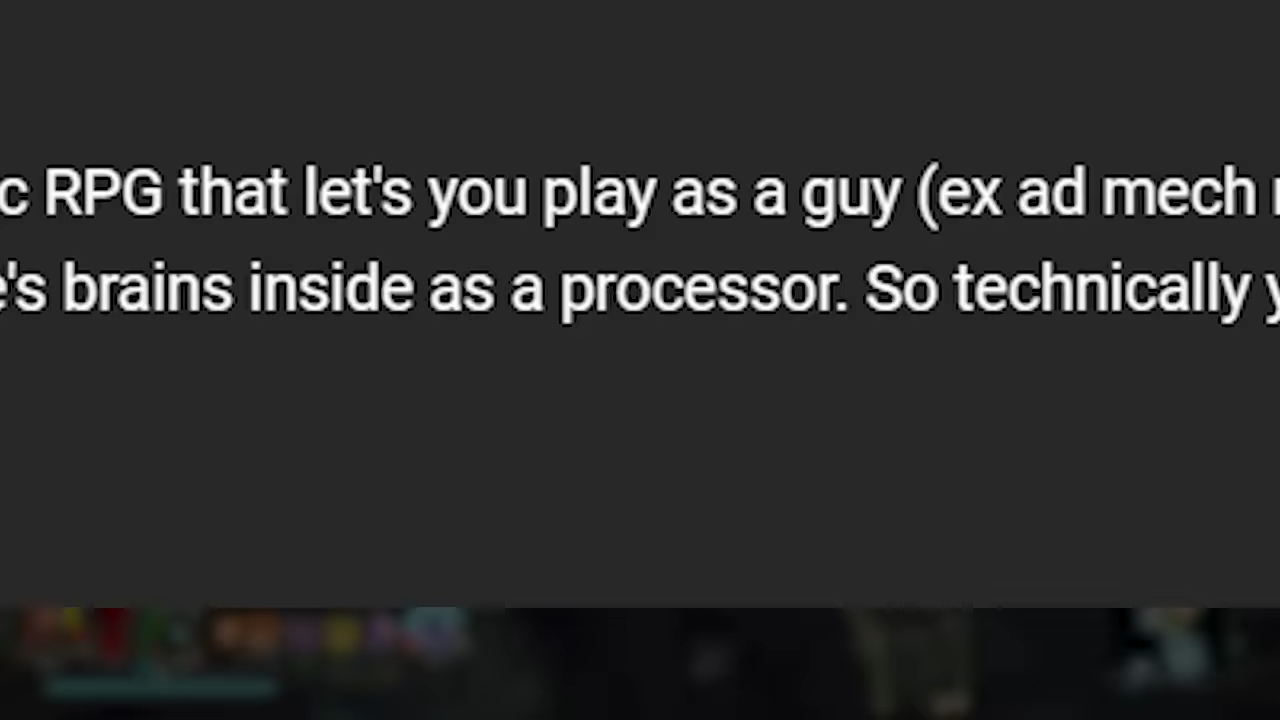 c RPG that let's you play as a guy (ex ad mech
e's brains inside as a processor. So technically y